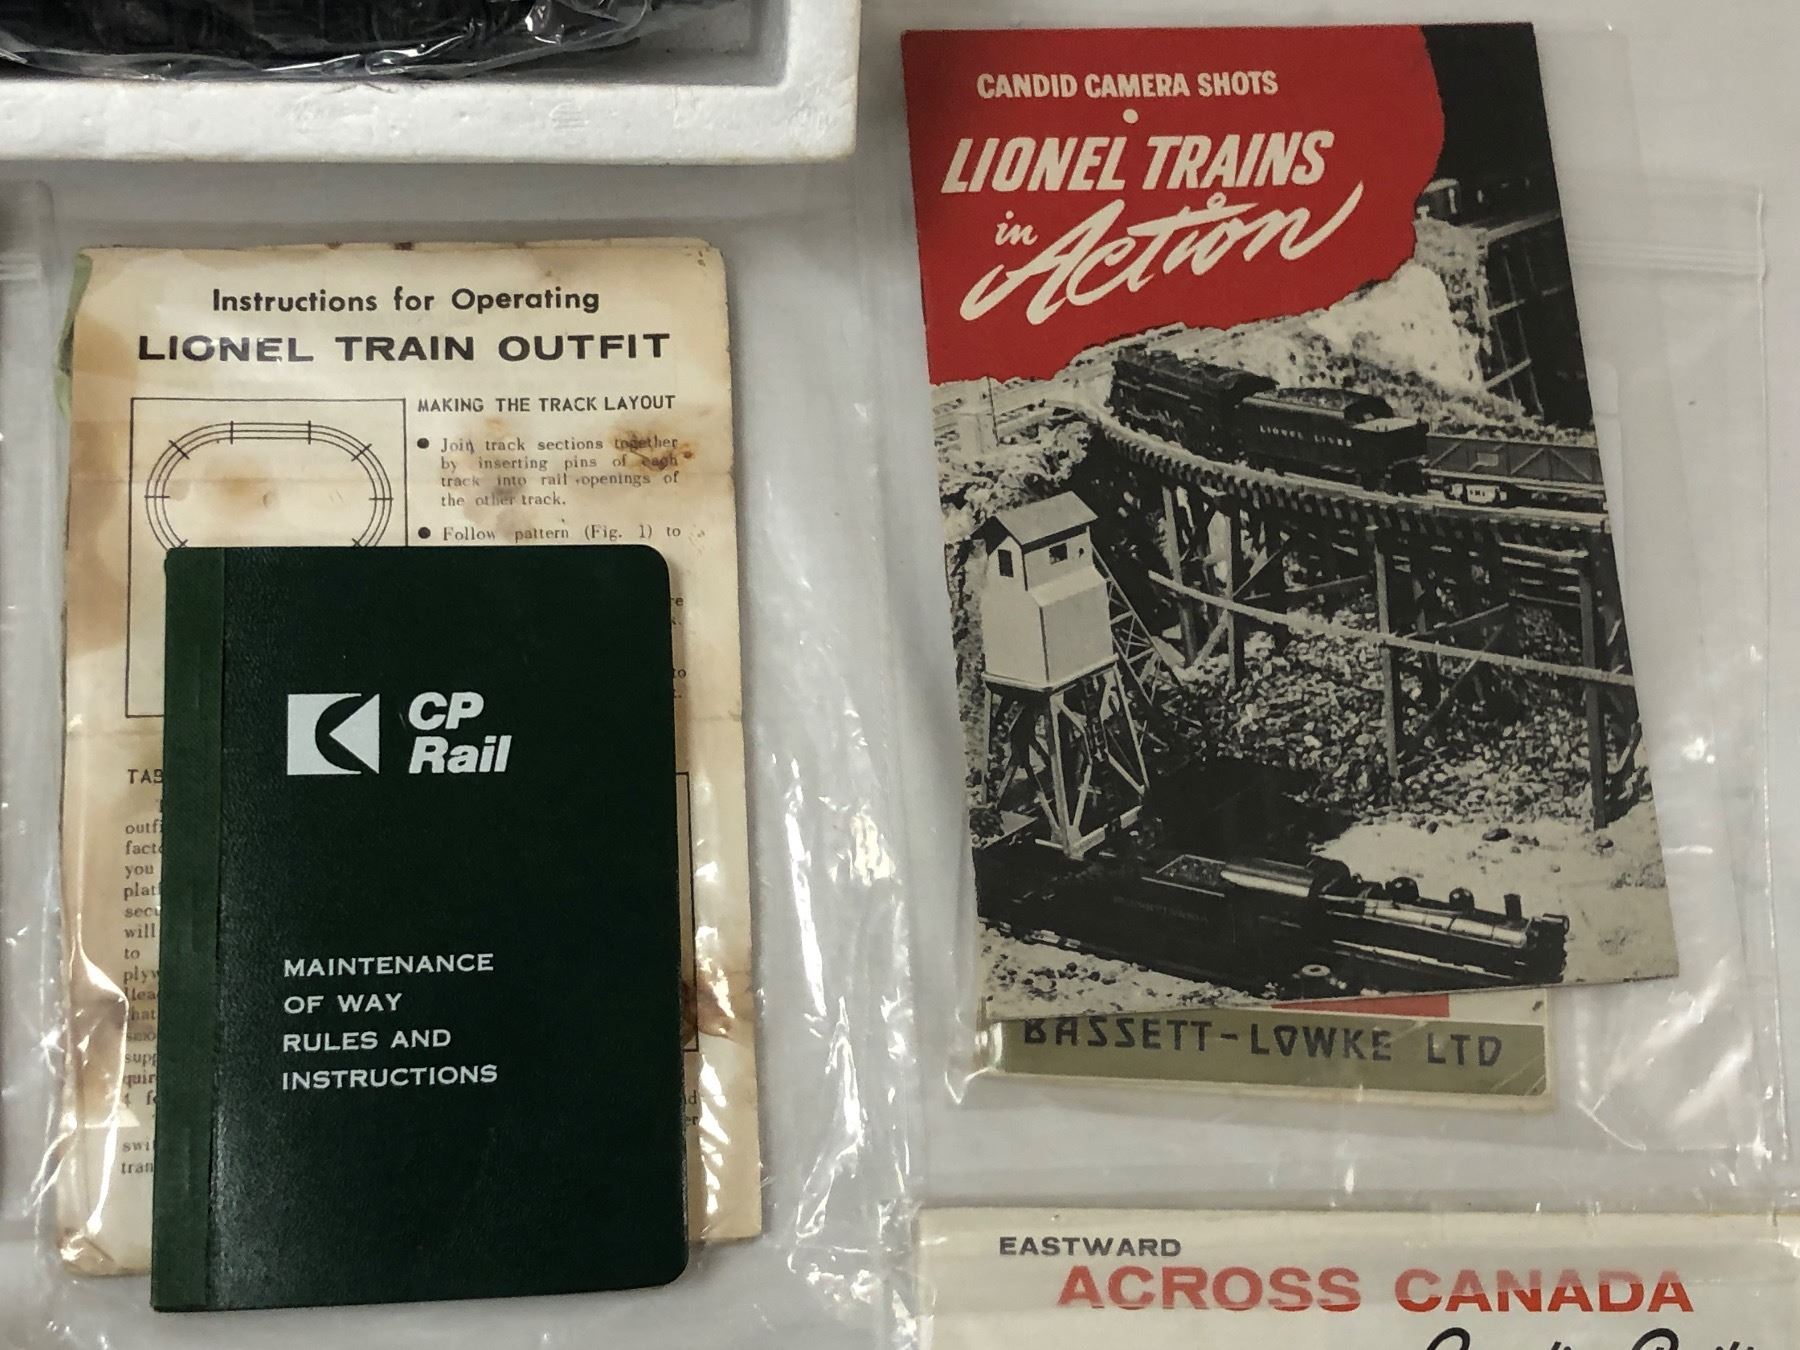 Instructions for Operating
LIONEL TRAIN OUTFIT
MAKING THE TRACK LAYOUT
● Join track sections together
by inserting pins of each
track into rail openings of
the other track.
● Follow pattern (Fig. 1) to
CP
Rail
MAINTENANCE
OF WAY
RULES AND
INSTRUCTIONS
CANDID CAMERA SHOTS
•
LIONEL TRAINS
in Action
LIONEL LINES
BASSETT-LOWKE LTD
EASTWARD
ACROSS CANADA